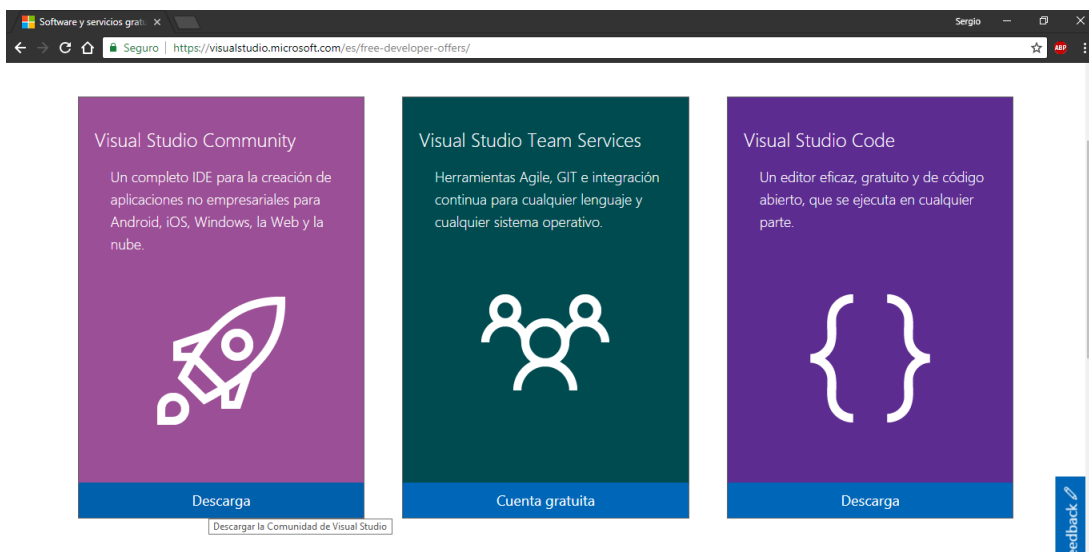 Software y servicios grat
Sergio
Seguro
https://visualstudio.microsoft.com/es/free-developer-offers/
ABP
Visual Studio Community
Un completo IDE para la creación de
aplicaciones no empresariales para
Android, iOS, Windows, la Web y la
nube.
Descarga
Descargar la Comunidad de Visual Studio
Visual Studio Team Services
Herramientas Agile, GIT e integración
continua para cualquier lenguaje y
cualquier sistema operativo.
Cuenta gratuita
Visual Studio Code
Un editor eficaz, gratuito y de código
abierto, que se ejecuta en cualquier
parte.
Descarga
edback